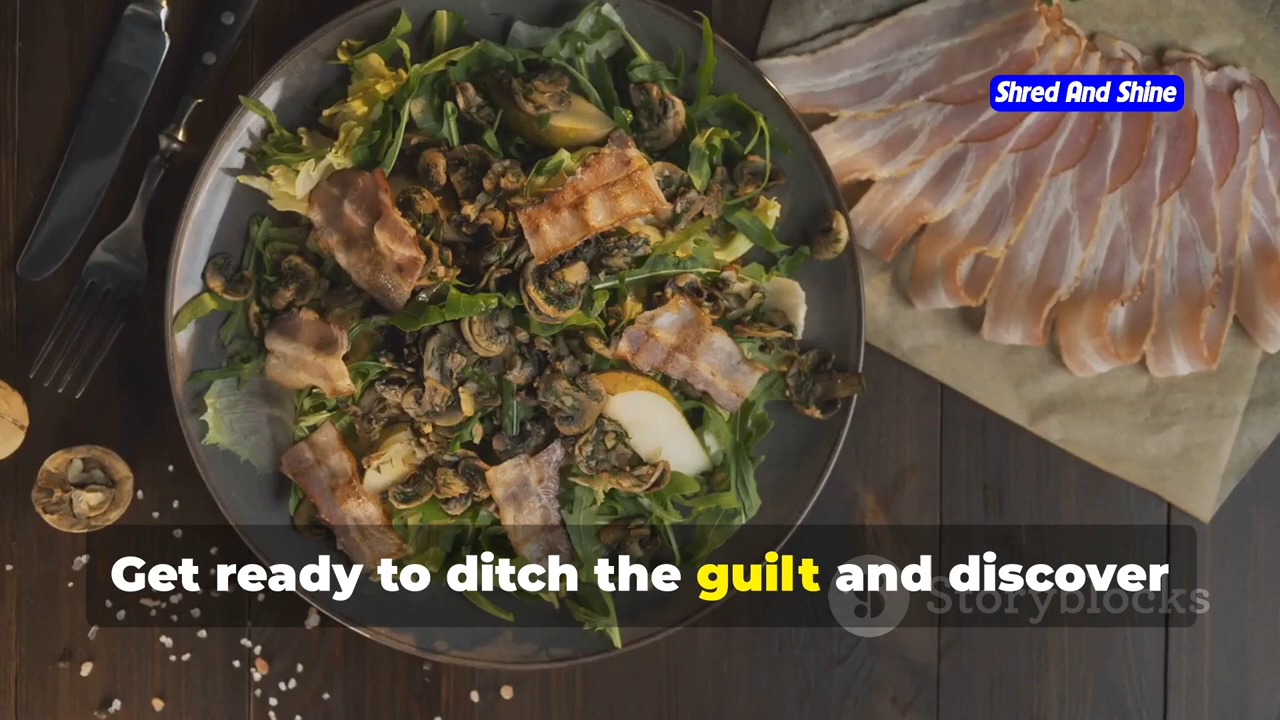 Shred And Shine
Get ready to ditch the guilt and discover
Storyblocks